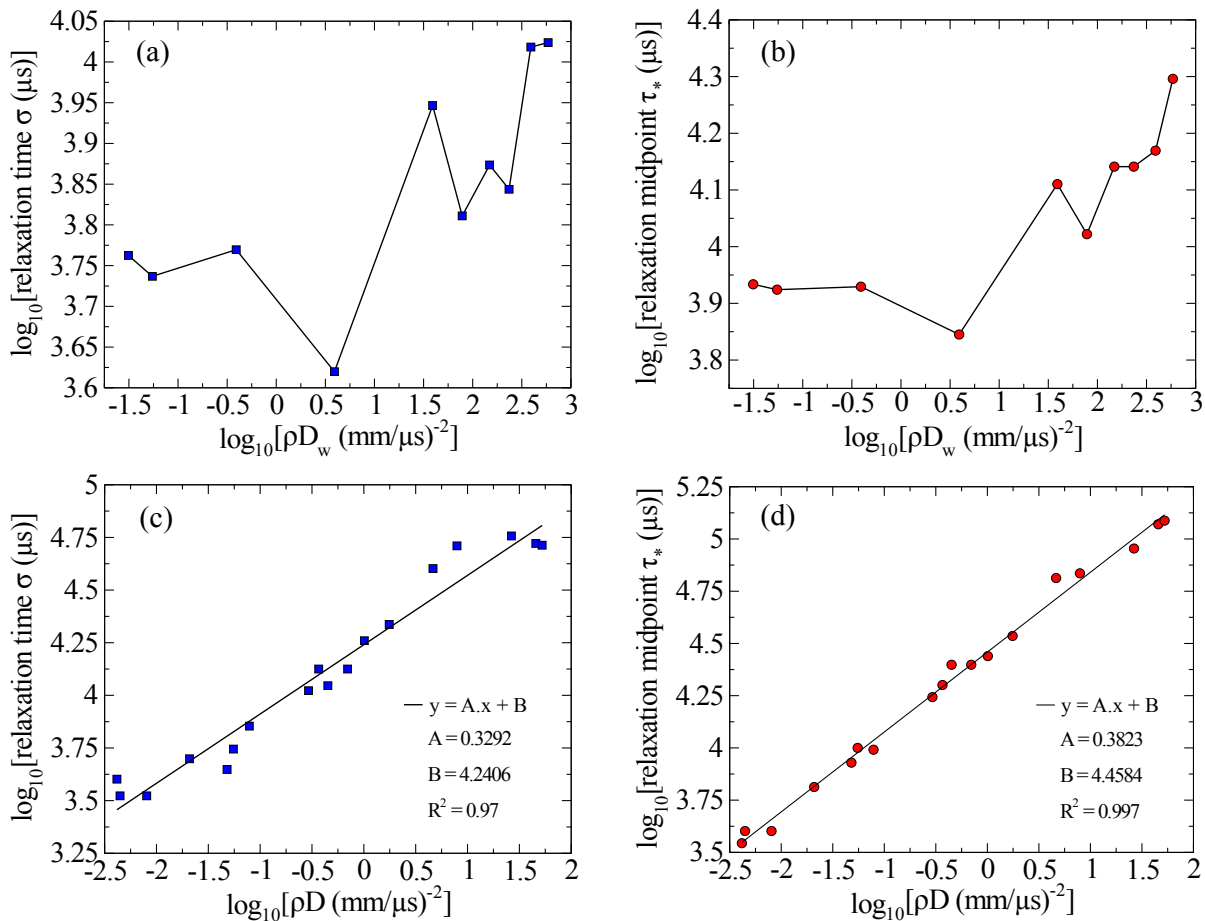 (a)
log10[relaxation time σ (μs)]
4.05
4
3.95
3.9
3.85
3.8
3.75
3.7
3.65
3.6
-1.5 -1 -0.5 0 0.5 1 1.5 2 2.5 3
log10[ρDw (mm/μs)-2]
(b)
log10[relaxation midpoint τ* (μs)]
4.4
4.3
4.2
4.1
4
3.9
3.8
-1.5 -1 -0.5 0 0.5 1 1.5 2 2.5 3
log10[ρDw (mm/μs)-2]
(c)
log10[relaxation time σ (μs)]
5
4.75
4.5
4.25
4
3.75
3.5
3.25
y = A.x + B
A = 0.3292
B = 4.2406
R2 = 0.97
-2.5 -2 -1.5 -1 -0.5 0 0.5 1 1.5 2
log10[ρD (mm/μs)-2]
(d)
log10[relaxation midpoint τ* (μs)]
5.25
5
4.75
4.5
4.25
4
3.75
3.5
y = A.x + B
A = 0.3823
B = 4.4584
R2 = 0.997
-2.5 -2 -1.5 -1 -0.5 0 0.5 1 1.5 2
log10[ρD (mm/μs)-2]